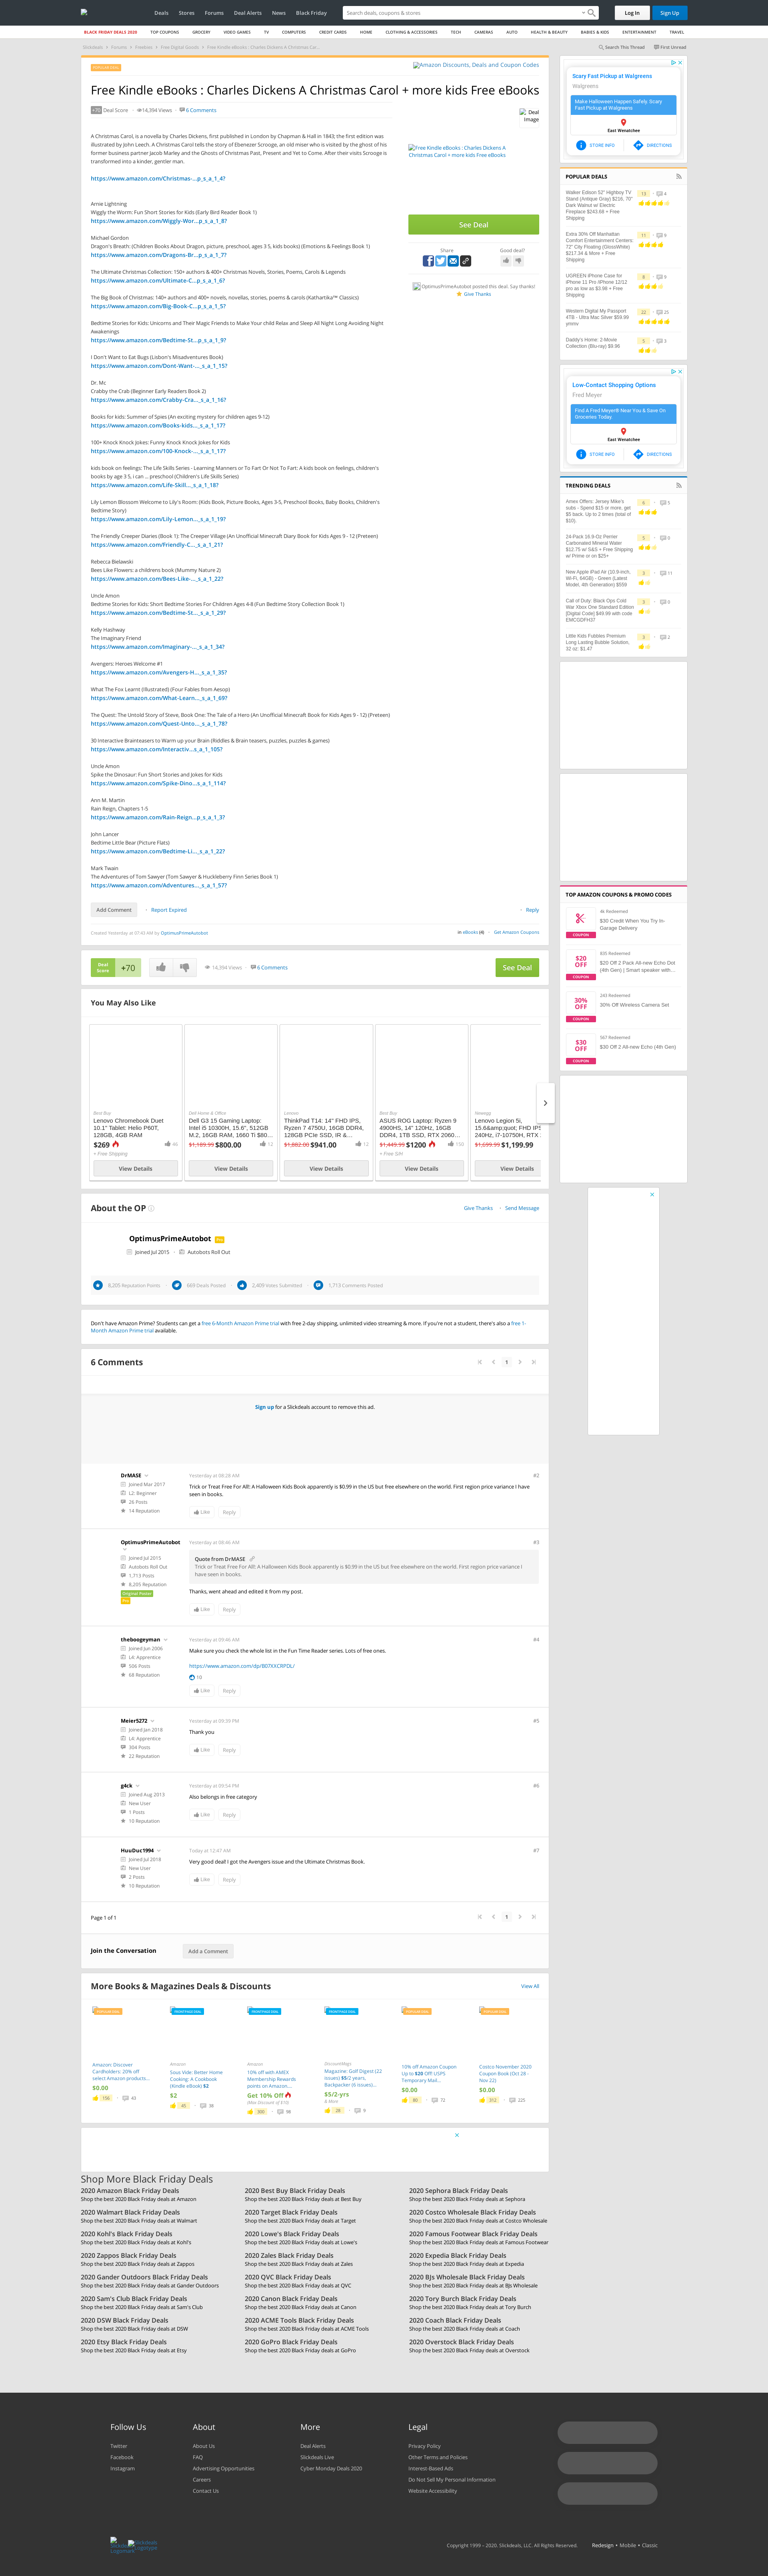 Deals Stores Forums Deal Alerts News Black Friday
Search deals, coupons & stores
Log In Sign Up
BLACK FRIDAY DEALS 2020 TOP COUPONS GROCERY VIDEO GAMES TV COMPUTERS CREDIT CARDS HOME CLOTHING & ACCESSORIES TECH CAMERAS AUTO HEALTH & BEAUTY BABIES & KIDS ENTERTAINMENT TRAVEL
Slickdeals › Forums › Freebies › Free Digital Goods › Free Kindle eBooks : Charles Dickens A Christmas Car...
Search This Thread First Unread
POPULAR DEAL
Amazon Discounts, Deals and Coupon Codes
Free Kindle eBooks : Charles Dickens A Christmas Carol + more kids Free eBooks
+70 Deal Score 14,394 Views 6 Comments
Deal Image
A Christmas Carol, is a novella by Charles Dickens, first published in London by Chapman & Hall in 1843; the first edition was illustrated by John Leech. A Christmas Carol tells the story of Ebenezer Scrooge, an elderly miser who is visited by the ghost of his former business partner Jacob Marley and the Ghosts of Christmas Past, Present and Yet to Come. After their visits Scrooge is transformed into a kinder, gentler man.
https://www.amazon.com/Christmas-...p_s_a_1_4?
Arnie Lightning
Wiggly the Worm: Fun Short Stories for Kids (Early Bird Reader Book 1)
https://www.amazon.com/Wiggly-Wor...p_s_a_1_8?
Michael Gordon
Dragon's Breath: (Children Books About Dragon, picture, preschool, ages 3 5, kids books) (Emotions & Feelings Book 1)
https://www.amazon.com/Dragons-Br...p_s_a_1_7?
The Ultimate Christmas Collection: 150+ authors & 400+ Christmas Novels, Stories, Poems, Carols & Legends
https://www.amazon.com/Ultimate-C...p_s_a_1_6?
The Big Book of Christmas: 140+ authors and 400+ novels, novellas, stories, poems & carols (Kathartika™ Classics)
https://www.amazon.com/Big-Book-C...p_s_a_1_5?
Bedtime Stories for Kids: Unicorns and Their Magic Friends to Make Your child Relax and Sleep All Night Long Avoiding Night Awakenings
https://www.amazon.com/Bedtime-St...p_s_a_1_9?
I Don't Want to Eat Bugs (Lisbon's Misadventures Book)
https://www.amazon.com/Dont-Want-..._s_a_1_15?
Dr. Mc
Crabby the Crab (Beginner Early Readers Book 2)
https://www.amazon.com/Crabby-Cra..._s_a_1_16?
Books for kids: Summer of Spies (An exciting mystery for children ages 9-12)
https://www.amazon.com/Books-kids..._s_a_1_17?
100+ Knock Knock Jokes: Funny Knock Knock Jokes for Kids
https://www.amazon.com/100-Knock-..._s_a_1_17?
kids book on feelings: The Life Skills Series - Learning Manners or To Fart Or Not To Fart: A kids book on feelings, children's books by age 3 5, i can ... preschool (Children's Life Skills Series)
https://www.amazon.com/Life-Skill..._s_a_1_18?
Lily Lemon Blossom Welcome to Lily's Room: (Kids Book, Picture Books, Ages 3-5, Preschool Books, Baby Books, Children's Bedtime Story)
https://www.amazon.com/Lily-Lemon..._s_a_1_19?
The Friendly Creeper Diaries (Book 1): The Creeper Village (An Unofficial Minecraft Diary Book for Kids Ages 9 - 12 (Preteen)
https://www.amazon.com/Friendly-C..._s_a_1_21?
Rebecca Bielawski
Bees Like Flowers: a childrens book (Mummy Nature 2)
https://www.amazon.com/Bees-Like-..._s_a_1_22?
Uncle Amon
Bedtime Stories for Kids: Short Bedtime Stories For Children Ages 4-8 (Fun Bedtime Story Book Collection Book 1)
https://www.amazon.com/Bedtime-St..._s_a_1_29?
Kelly Hashway
The Imaginary Friend
https://www.amazon.com/Imaginary-..._s_a_1_34?
Avengers: Heroes Welcome #1
https://www.amazon.com/Avengers-H..._s_a_1_35?
What The Fox Learnt (Illustrated) (Four Fables from Aesop)
https://www.amazon.com/What-Learn..._s_a_1_69?
The Quest: The Untold Story of Steve, Book One: The Tale of a Hero (An Unofficial Minecraft Book for Kids Ages 9 - 12) (Preteen)
https://www.amazon.com/Quest-Unto..._s_a_1_78?
30 Interactive Brainteasers to Warm up your Brain (Riddles & Brain teasers, puzzles, puzzles & games)
https://www.amazon.com/Interactiv...s_a_1_105?
Uncle Amon
Spike the Dinosaur: Fun Short Stories and Jokes for Kids
https://www.amazon.com/Spike-Dino...s_a_1_114?
Ann M. Martin
Rain Reign, Chapters 1-5
https://www.amazon.com/Rain-Reign...p_s_a_1_3?
John Lancer
Bedtime Little Bear (Picture Flats)
https://www.amazon.com/Bedtime-Li..._s_a_1_22?
Mark Twain
The Adventures of Tom Sawyer (Tom Sawyer & Huckleberry Finn Series Book 1)
https://www.amazon.com/Adventures..._s_a_1_57?
Add Comment Report Expired Reply
Created Yesterday at 07:43 AM by OptimusPrimeAutobot
in eBooks (4) Get Amazon Coupons
Free Kindle eBooks : Charles Dickens A Christmas Carol + more kids Free eBooks
See Deal
Share Good deal?
OptimusPrimeAutobot posted this deal. Say thanks!
Give Thanks
Deal Score +70 14,394 Views 6 Comments See Deal
You May Also Like
Best Buy
Lenovo Chromebook Duet 10.1" Tablet: Helio P60T, 128GB, 4GB RAM
$269 46
+ Free Shipping
View Details
Dell Home & Office
Dell G3 15 Gaming Laptop: Intel i5 10300H, 15.6", 512GB M.2, 16GB RAM, 1660 Ti $80...
$1,189.99 $800.00 12
View Details
Lenovo
ThinkPad T14: 14'' FHD IPS, Ryzen 7 4750U, 16GB DDR4, 128GB PCIe SSD, IR &...
$1,882.00 $941.00 12
View Details
Best Buy
ASUS ROG Laptop: Ryzen 9 4900HS, 14" 120Hz, 16GB DDR4, 1TB SSD, RTX 2060...
$1,449.99 $1200 150
+ Free S/H
View Details
Newegg
Lenovo Legion 5i, 15.6&amp;quot; FHD IPS 240Hz, i7-10750H, RTX
$1,699.99 $1,199.99
View Details
About the OP
Give Thanks Send Message
OptimusPrimeAutobot Pro
Joined Jul 2015 Autobots Roll Out
8,205 Reputation Points 669 Deals Posted 2,409 Votes Submitted 1,713 Comments Posted
Don't have Amazon Prime? Students can get a free 6-Month Amazon Prime trial with free 2-day shipping, unlimited video streaming & more. If you're not a student, there's also a free 1-Month Amazon Prime trial available.
6 Comments
1
Sign up for a Slickdeals account to remove this ad.
DrMASE
Joined Mar 2017
L2: Beginner
26 Posts
14 Reputation
Yesterday at 08:28 AM #2
Trick or Treat Free For All!: A Halloween Kids Book apparently is $0.99 in the US but free elsewhere on the world. First region price variance I have seen in books.
Like Reply
OptimusPrimeAutobot
Joined Jul 2015
Autobots Roll Out
1,713 Posts
8,205 Reputation
Original Poster
Pro
Yesterday at 08:46 AM #3
Quote from DrMASE
Trick or Treat Free For All!: A Halloween Kids Book apparently is $0.99 in the US but free elsewhere on the world. First region price variance I have seen in books.
Thanks, went ahead and edited it from my post.
Like Reply
theboogeyman
Joined Jun 2006
L4: Apprentice
506 Posts
68 Reputation
Yesterday at 09:46 AM #4
Make sure you check the whole list in the Fun Time Reader series. Lots of free ones.
https://www.amazon.com/dp/B07XXCRPDL/
10
Like Reply
Meier5272
Joined Jan 2018
L4: Apprentice
304 Posts
22 Reputation
Yesterday at 09:39 PM #5
Thank you
Like Reply
g4ck
Joined Aug 2013
New User
1 Posts
10 Reputation
Yesterday at 09:54 PM #6
Also belongs in free category
Like Reply
HuuDuc1994
Joined Jul 2018
New User
2 Posts
10 Reputation
Today at 12:47 AM #7
Very good deal! I got the Avengers issue and the Ultimate Christmas Book.
Like Reply
Page 1 of 1
1
Join the Conversation Add a Comment
More Books & Magazines Deals & Discounts View All
POPULAR DEAL
Amazon: Discover Cardholders: 20% off select Amazon products...
$0.00
156 43
FRONTPAGE DEAL
Amazon
Sous Vide: Better Home Cooking: A Cookbook (Kindle eBook) $2
$2
40 38
FRONTPAGE DEAL
Amazon
10% off with AMEX Membership Rewards points on Amazon....
Get 10% Off
(Max Discount of $10)
300 98
FRONTPAGE DEAL
DiscountMags
Magazine: Golf Digest (22 issues) $5/2 years, Backpacker (6 issues)...
$5/2-yrs
& More
28 9
POPULAR DEAL
10% off Amazon Coupon Up to $20 OFF USPS Temporary Mail...
$0.00
80 72
POPULAR DEAL
Costco November 2020 Coupon Book (Oct 28 - Nov 22)
$0.00
312 225
Shop More Black Friday Deals
2020 Amazon Black Friday Deals
Shop the best 2020 Black Friday deals at Amazon
2020 Best Buy Black Friday Deals
Shop the best 2020 Black Friday deals at Best Buy
2020 Sephora Black Friday Deals
Shop the best 2020 Black Friday deals at Sephora
2020 Walmart Black Friday Deals
Shop the best 2020 Black Friday deals at Walmart
2020 Target Black Friday Deals
Shop the best 2020 Black Friday deals at Target
2020 Costco Wholesale Black Friday Deals
Shop the best 2020 Black Friday deals at Costco Wholesale
2020 Kohl's Black Friday Deals
Shop the best 2020 Black Friday deals at Kohl's
2020 Lowe's Black Friday Deals
Shop the best 2020 Black Friday deals at Lowe's
2020 Famous Footwear Black Friday Deals
Shop the best 2020 Black Friday deals at Famous Footwear
2020 Zappos Black Friday Deals
Shop the best 2020 Black Friday deals at Zappos
2020 Zales Black Friday Deals
Shop the best 2020 Black Friday deals at Zales
2020 Expedia Black Friday Deals
Shop the best 2020 Black Friday deals at Expedia
2020 Gander Outdoors Black Friday Deals
Shop the best 2020 Black Friday deals at Gander Outdoors
2020 QVC Black Friday Deals
Shop the best 2020 Black Friday deals at QVC
2020 BJs Wholesale Black Friday Deals
Shop the best 2020 Black Friday deals at BJs Wholesale
2020 Sam's Club Black Friday Deals
Shop the best 2020 Black Friday deals at Sam's Club
2020 Canon Black Friday Deals
Shop the best 2020 Black Friday deals at Canon
2020 Tory Burch Black Friday Deals
Shop the best 2020 Black Friday deals at Tory Burch
2020 DSW Black Friday Deals
Shop the best 2020 Black Friday deals at DSW
2020 ACME Tools Black Friday Deals
Shop the best 2020 Black Friday deals at ACME Tools
2020 Coach Black Friday Deals
Shop the best 2020 Black Friday deals at Coach
2020 Etsy Black Friday Deals
Shop the best 2020 Black Friday deals at Etsy
2020 GoPro Black Friday Deals
Shop the best 2020 Black Friday deals at GoPro
2020 Overstock Black Friday Deals
Shop the best 2020 Black Friday deals at Overstock
Scary Fast Pickup at Walgreens
Walgreens
Make Halloween Happen Safely. Scary Fast Pickup at Walgreens
East Wenatchee
STORE INFO DIRECTIONS
POPULAR DEALS
Walker Edison 52" Highboy TV Stand (Antique Gray) $216, 70" Dark Walnut w/ Electric Fireplace $243.68 + Free Shipping
13 4
Extra 30% Off Manhattan Comfort Entertainment Centers: 72" City Floating (Gloss/White) $217.34 & More + Free Shipping
11 9
UGREEN iPhone Case for iPhone 11 Pro /iPhone 12/12 pro as low as $3.98 + Free Shipping
8 9
Western Digital My Passport 4TB - Ultra Mac Silver $59.99 ymmv
22 25
Daddy's Home: 2-Movie Collection (Blu-ray) $9.96
5 3
Low-Contact Shopping Options
Fred Meyer
Find A Fred Meyer® Near You & Save On Groceries Today
East Wenatchee
STORE INFO DIRECTIONS
TRENDING DEALS
Amex Offers: Jersey Mike's subs - Spend $15 or more, get $5 back. Up to 2 times (total of $10).
6 5
24-Pack 16.9-Oz Perrier Carbonated Mineral Water $12.75 w/ S&S + Free Shipping w/ Prime or on $25+
5 0
New Apple iPad Air (10.9-inch, Wi-Fi, 64GB) - Green (Latest Model, 4th Generation) $559
3 11
Call of Duty: Black Ops Cold War Xbox One Standard Edition [Digital Code] $49.99 with code EMCGDFH37
3 0
Little Kids Fubbles Premium Long Lasting Bubble Solution, 32 oz. $1.47
3 2
TOP AMAZON COUPONS & PROMO CODES
COUPON
46 Redeemed
$30 Credit When You Try In-Garage Delivery
$20 OFF
COUPON
935 Redeemed
$20 Off 2 Pack All-new Echo Dot (4th Gen) | Smart speaker with...
30% OFF
COUPON
243 Redeemed
30% Off Wireless Camera Set
$30 OFF
COUPON
567 Redeemed
$30 Off 2 All-new Echo (4th Gen)
Follow Us
Twitter
Facebook
Instagram
About
About Us
FAQ
Advertising Opportunities
Careers
Contact Us
More
Deal Alerts
Slickdeals Live
Cyber Monday Deals 2020
Legal
Privacy Policy
Other Terms and Policies
Interest-Based Ads
Do Not Sell My Personal Information
Website Accessibility
Copyright 1999 - 2020. Slickdeals, LLC. All Rights Reserved. Redesign • Mobile • Classic